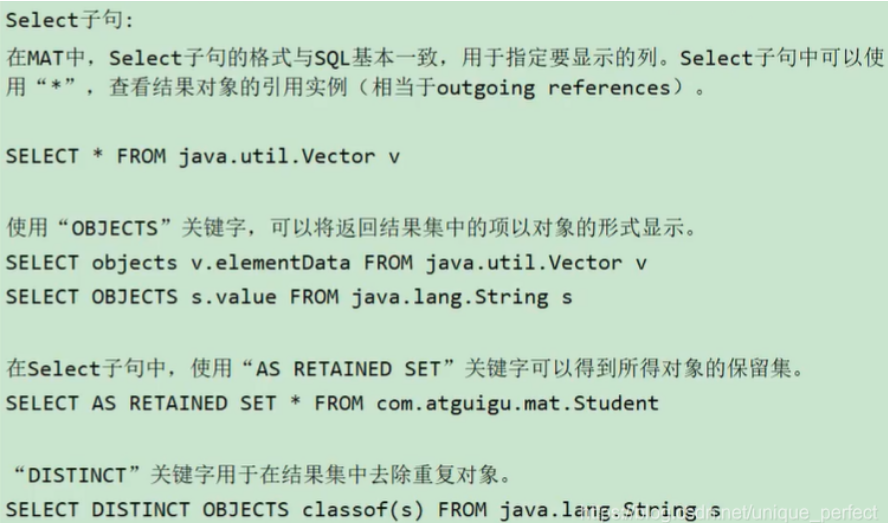 Select子句:
在MAT中，Select子句的格式与SQL基本一致，用于指定要显示的列。Select子句中可以使
用“*”，查看结果对象的引用实例（相当于outgoing references）。
SELECT * FROM java.util.Vector v
使用“OBJECTS”关键字，可以将返回结果集中的项以对象的形式显示。
SELECT objects v.elementData FROM java.util.Vector v
SELECT OBJECTS s.value FROM java.lang.String s
在Select子句中，使用“AS RETAINED SET”关键字可以得到所得对象的保留集。
SELECT AS RETAINED SET * FROM com.atguigu.mat.Student
“DISTINCT”关键字用于在结果集中去除重复对象。
SELECT DISTINCT OBJECTS classof(s) FROM java.lang.String s